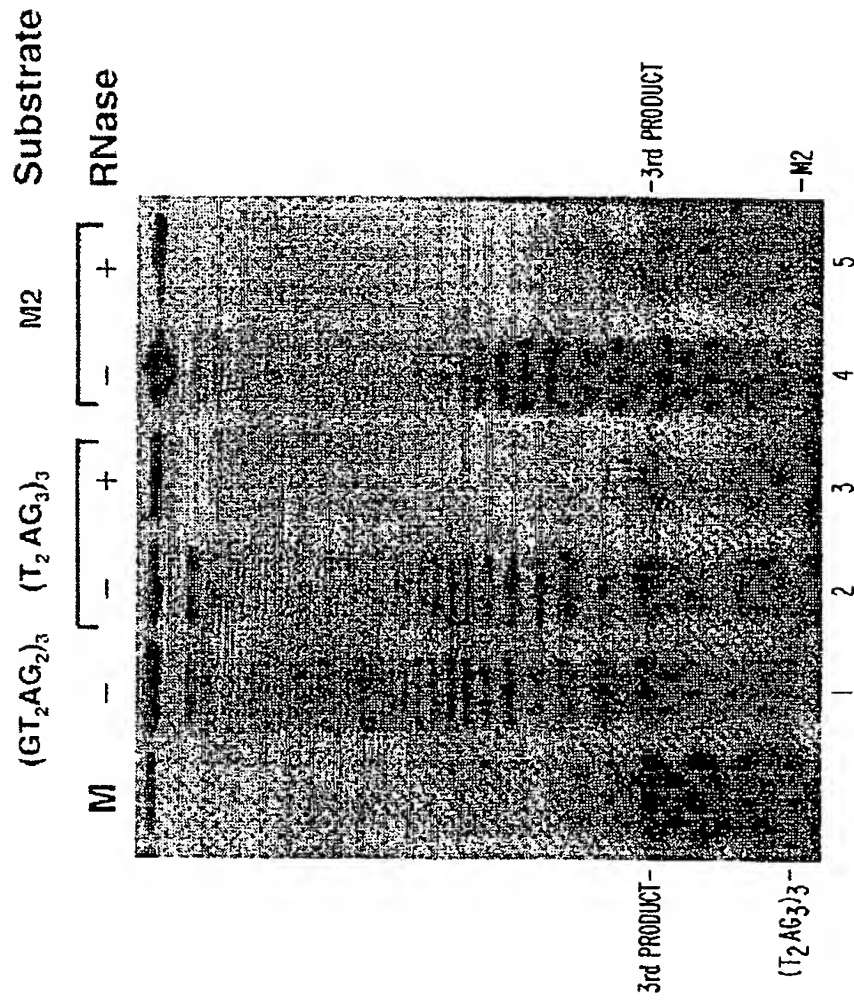 (GT₂AG₂)₃ (T₂AG₃)₃ M2 Substrate
M − − + − + RNase
3rd PRODUCT- -3rd PRODUCT
(T₂AG₃)₃- -M2
1 2 3 4 5